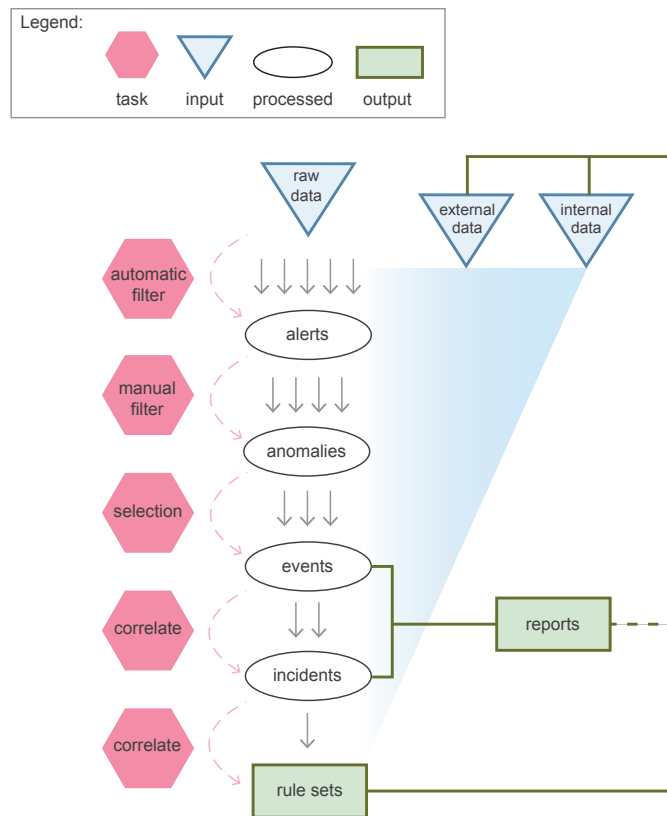 Legend:
task
input
processed
output
raw
data
external
data
internal
data
automatic
filter
alerts
manual
filter
anomalies
selection
events
correlate
reports
incidents
correlate
rule sets